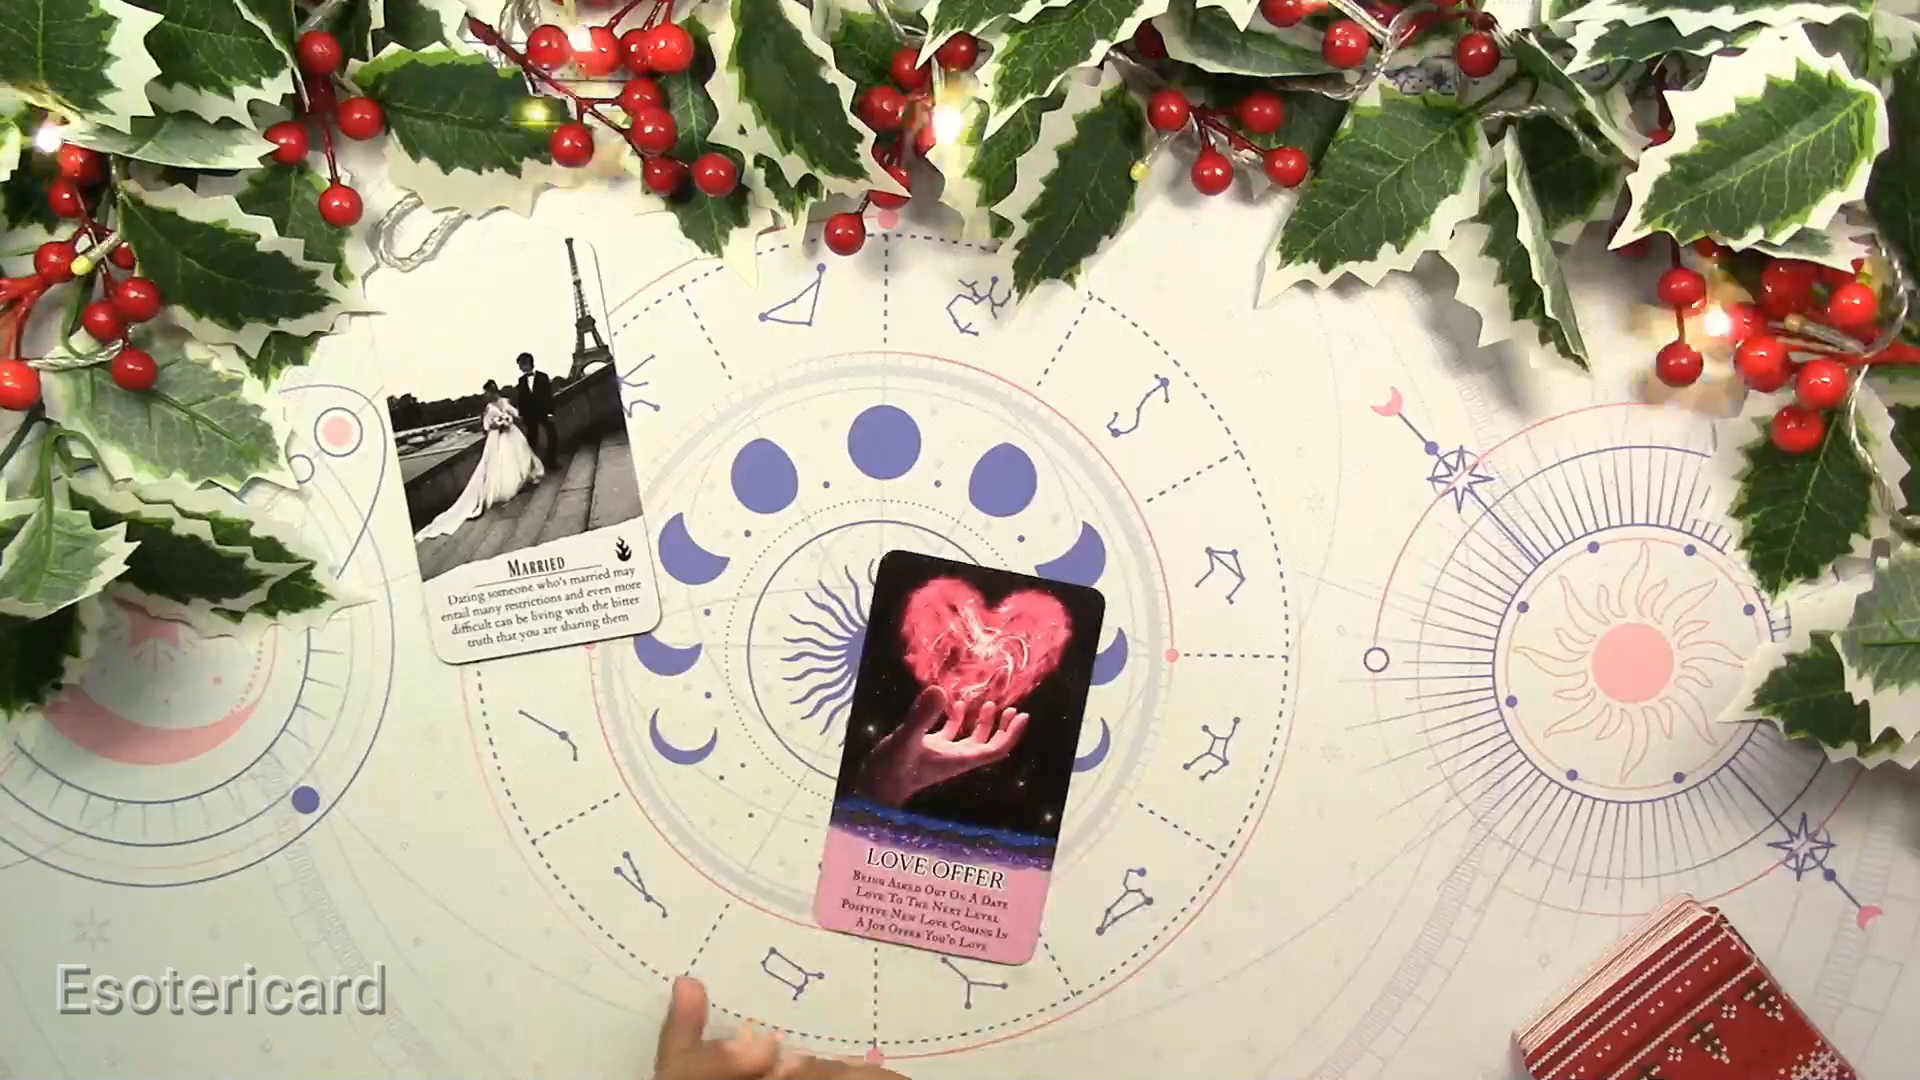 Married
Dating someone who's married may
entail many restrictions and even more
difficult can be living with the bitter
truth that you are sharing them
LOVE OFFER
Being Asked Out On A Date
Love To The Next Level
Positive New Love Coming In
A Job Offer You'd Love
Esotericard